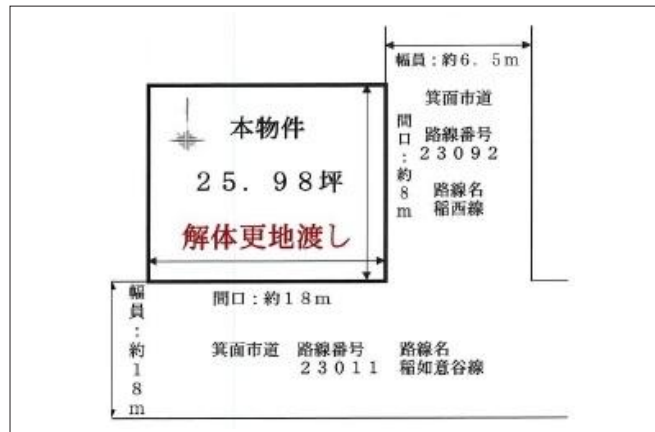 幅員：約６．５ｍ
本物件
２５．９８坪
解体更地渡し
間口：約８ｍ
箕面市道
路線番号
２３０９２
路線名
稲西線
間口：約１８ｍ
幅員：約１８ｍ
箕面市道 路線番号 路線名
２３０１１ 稲如意谷線